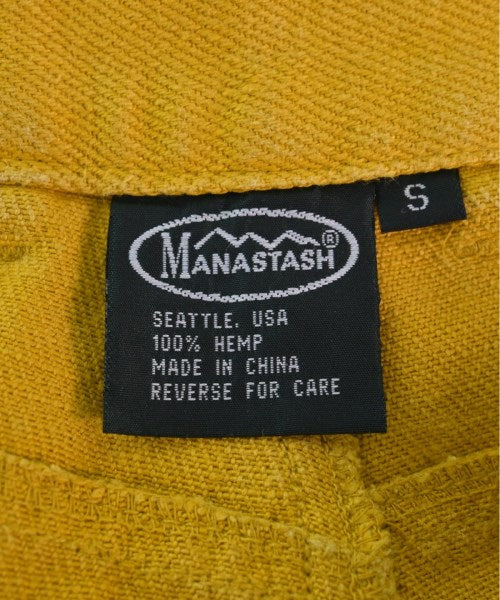 MANASTASH®
S
SEATTLE, USA
100% HEMP
MADE IN CHINA
REVERSE FOR CARE